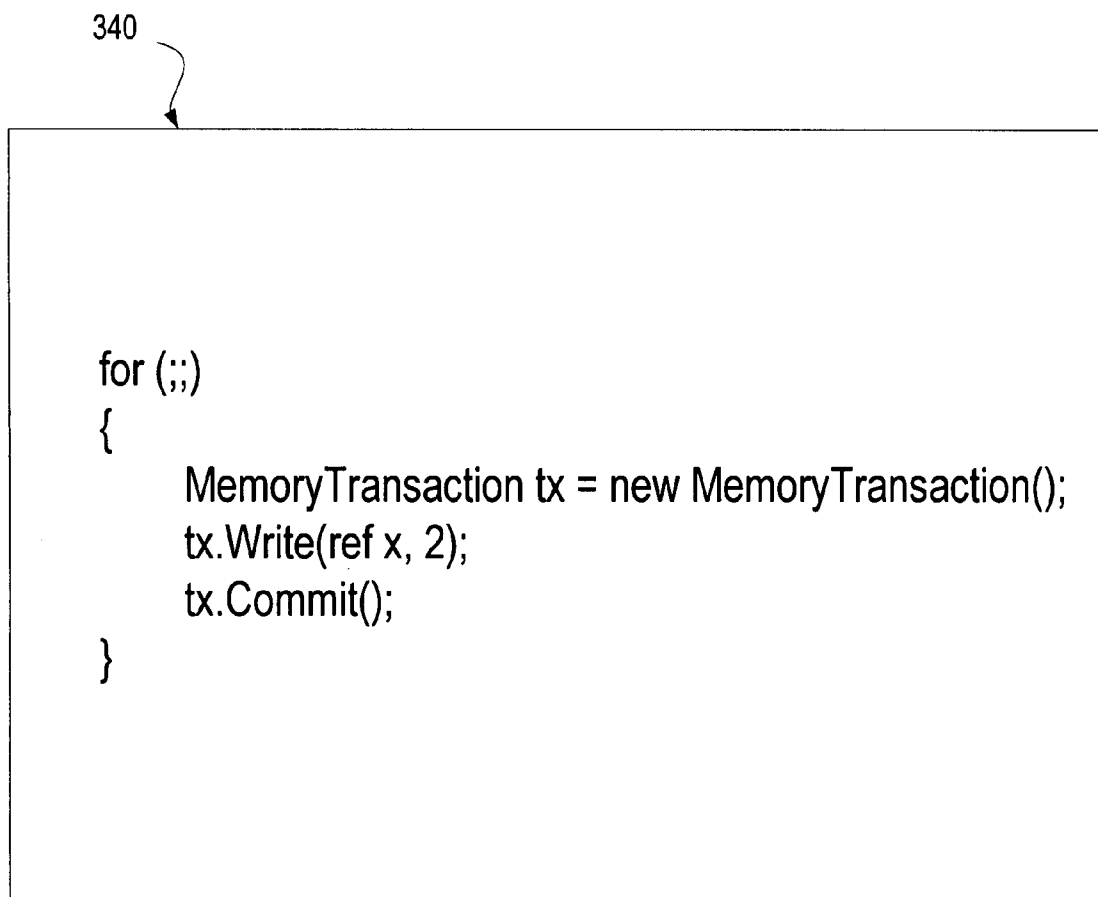 340
for (;;)
{
MemoryTransaction tx = new MemoryTransaction();
tx.Write(ref x, 2);
tx.Commit();
}